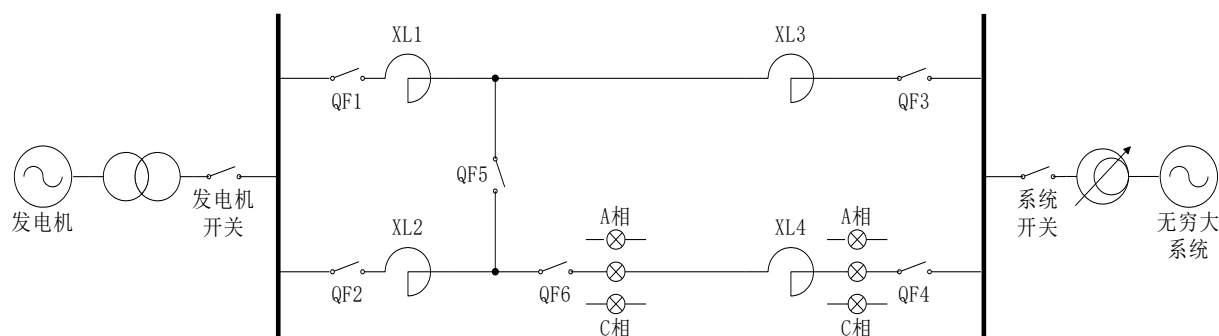 XL1
XL3
QF1
QF3
QF5
发电机
发电机
开关
系统
开关
无穷大
系统
A相
A相
XL2
XL4
QF2
QF6
QF4
C相
C相